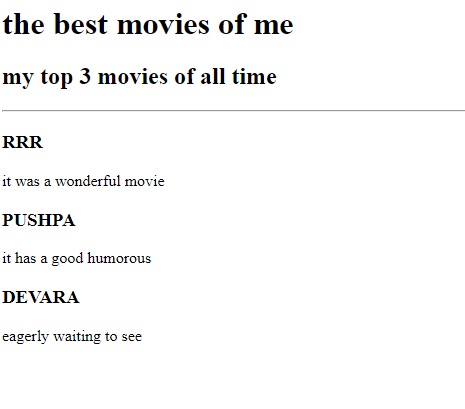 the best movies of me
my top 3 movies of all time
RRR
it was a wonderful movie
PUSHPA
it has a good humorous
DEVARA
eagerly waiting to see